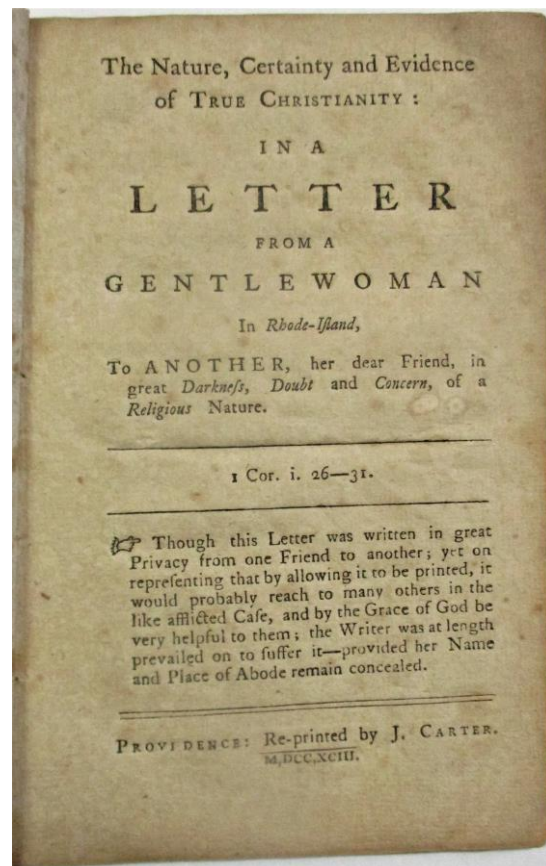 The Nature, Certainty and Evidence
of TRUE CHRISTIANITY:
IN A
LETTER
FROM A
GENTLEWOMAN
In Rhode-Iſland,
To ANOTHER, her dear Friend, in
great Darkneſs, Doubt and Concern, of a
Religious Nature.
1 Cor. i. 26—31.
☞ Though this Letter was written in great
Privacy from one Friend to another; yet on
repreſenting that by allowing it to be printed, it
would probably reach to many others in the
like afflicted Caſe, and by the Grace of God be
very helpful to them; the Writer was at length
prevailed on to ſuffer it—provided her Name
and Place of Abode remain concealed.
PROVIDENCE: Re-printed by J. CARTER.
M,DCC,XCIII.